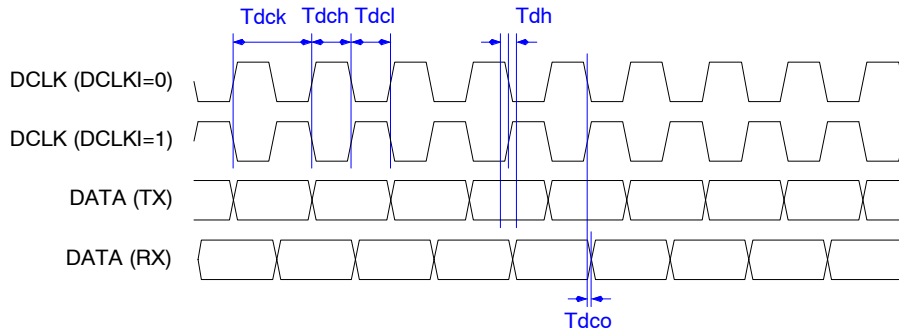 Tdck Tdch Tdcl Tdh
DCLK (DCLKI=0)
DCLK (DCLKI=1)
DATA (TX)
DATA (RX)
Tdco